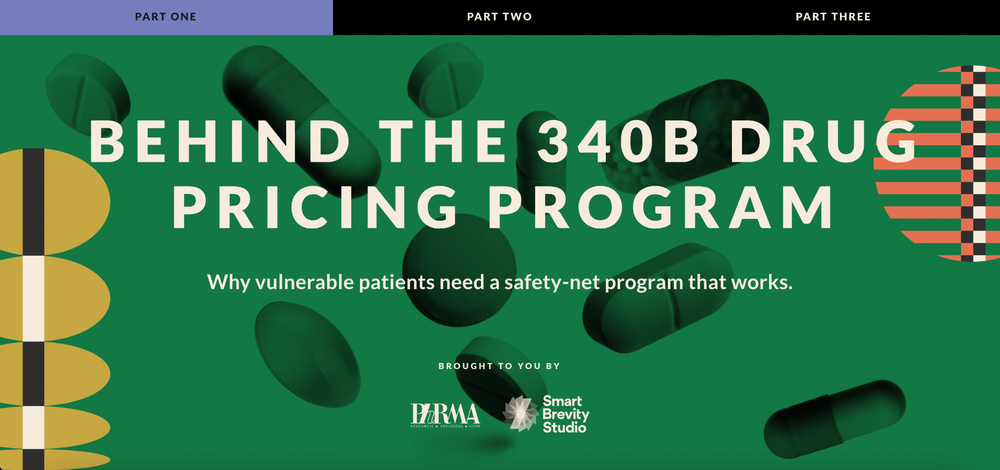 PART ONE
PART TWO
PART THREE
BEHIND THE 340B DRUG
PRICING PROGRAM
Why vulnerable patients need a safety-net program that works.
BROUGHT TO YOU BY
PhRMA
RESEARCH • PROGRESS • HOPE
Smart
Brevity
Studio